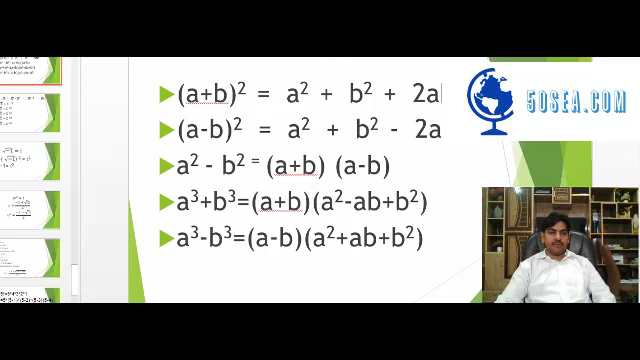 (a+b)² = a² + b² + 2a
(a-b)² = a² + b² - 2a
a² - b² = (a+b) (a-b)
a³+b³=(a+b)(a²-ab+b²)
a³-b³=(a-b)(a²+ab+b²)
50SEA.COM